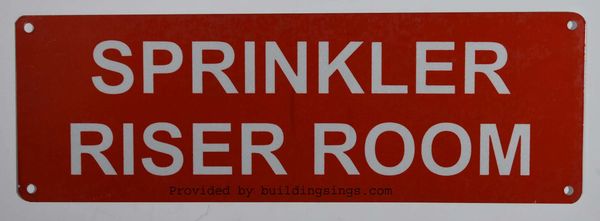 SPRINKLER
RISER ROOM
Provided by buildingsings.com